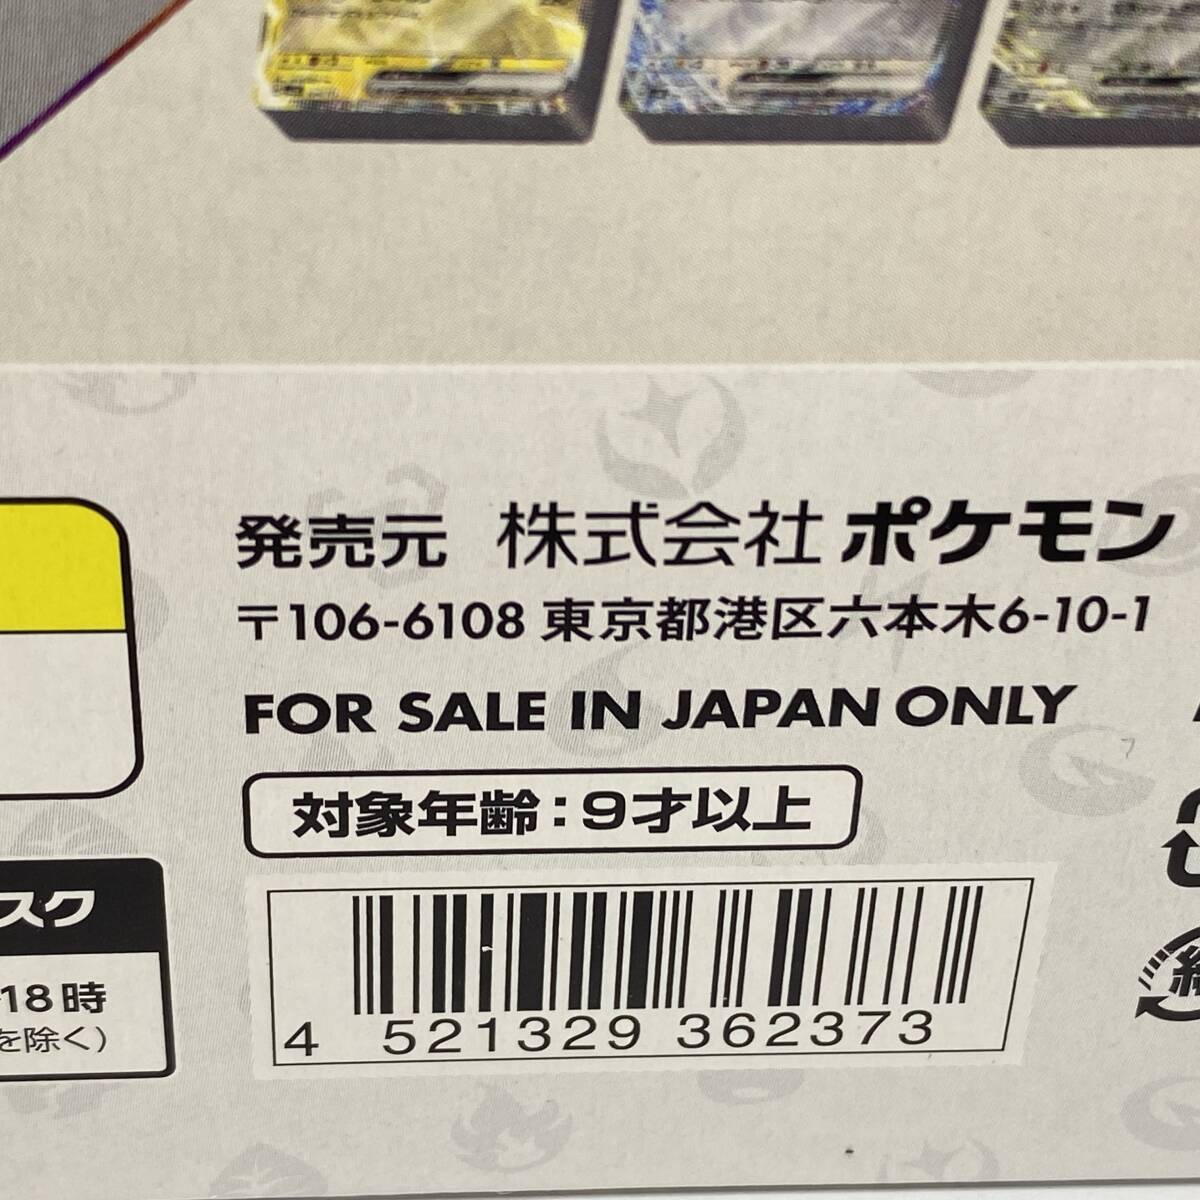 発売元 株式会社ポケモン
〒106-6108 東京都港区六本木6-10-1
FOR SALE IN JAPAN ONLY
対象年齢：9才以上
スク
18時
を除く)
4 521329 362373